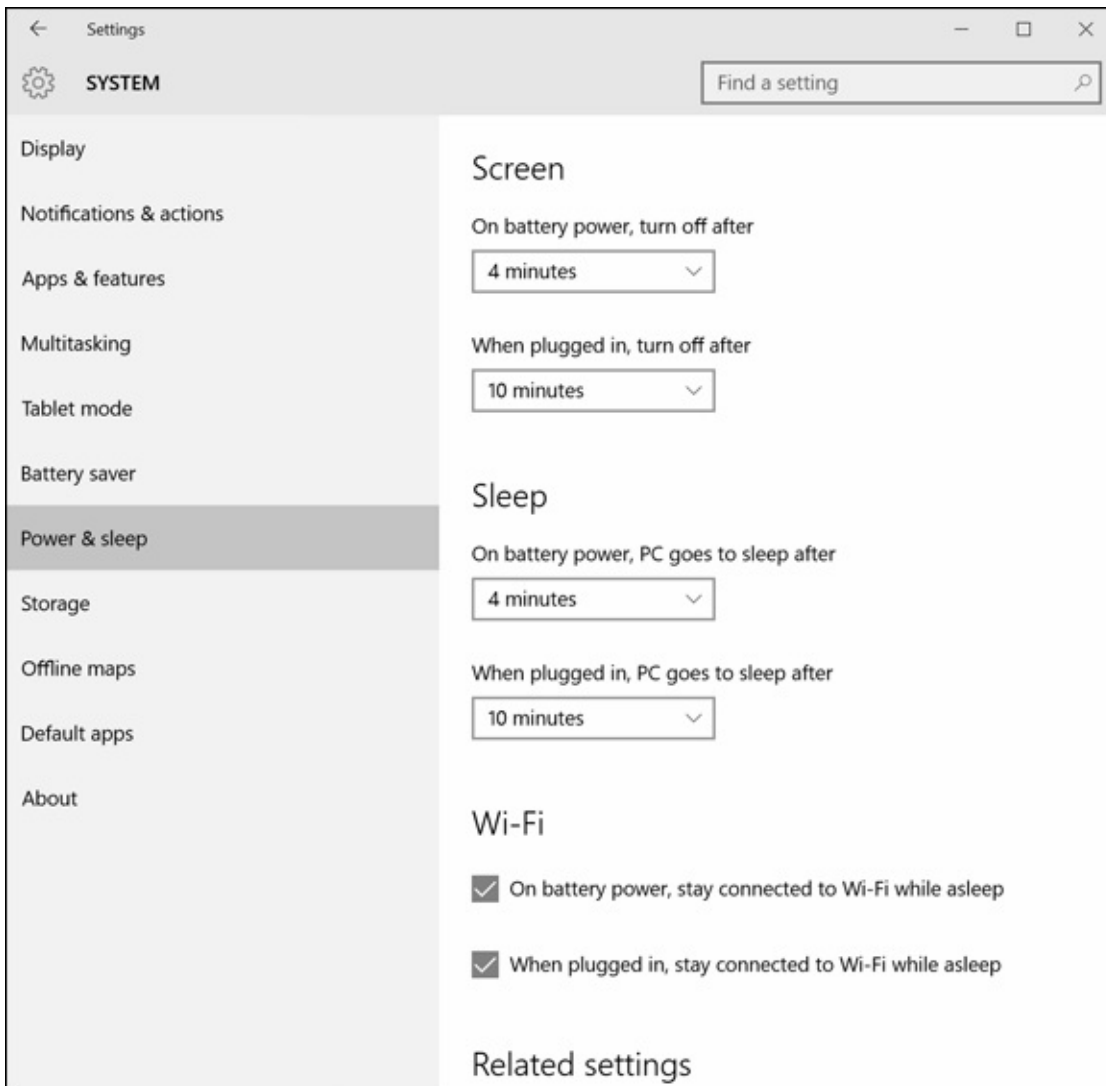 Settings
SYSTEM
Find a setting
Display
Notifications & actions
Apps & features
Multitasking
Tablet mode
Battery saver
Power & sleep
Storage
Offline maps
Default apps
About
Screen
On battery power, turn off after
4 minutes
When plugged in, turn off after
10 minutes
Sleep
On battery power, PC goes to sleep after
4 minutes
When plugged in, PC goes to sleep after
10 minutes
Wi-Fi
On battery power, stay connected to Wi-Fi while asleep
When plugged in, stay connected to Wi-Fi while asleep
Related settings